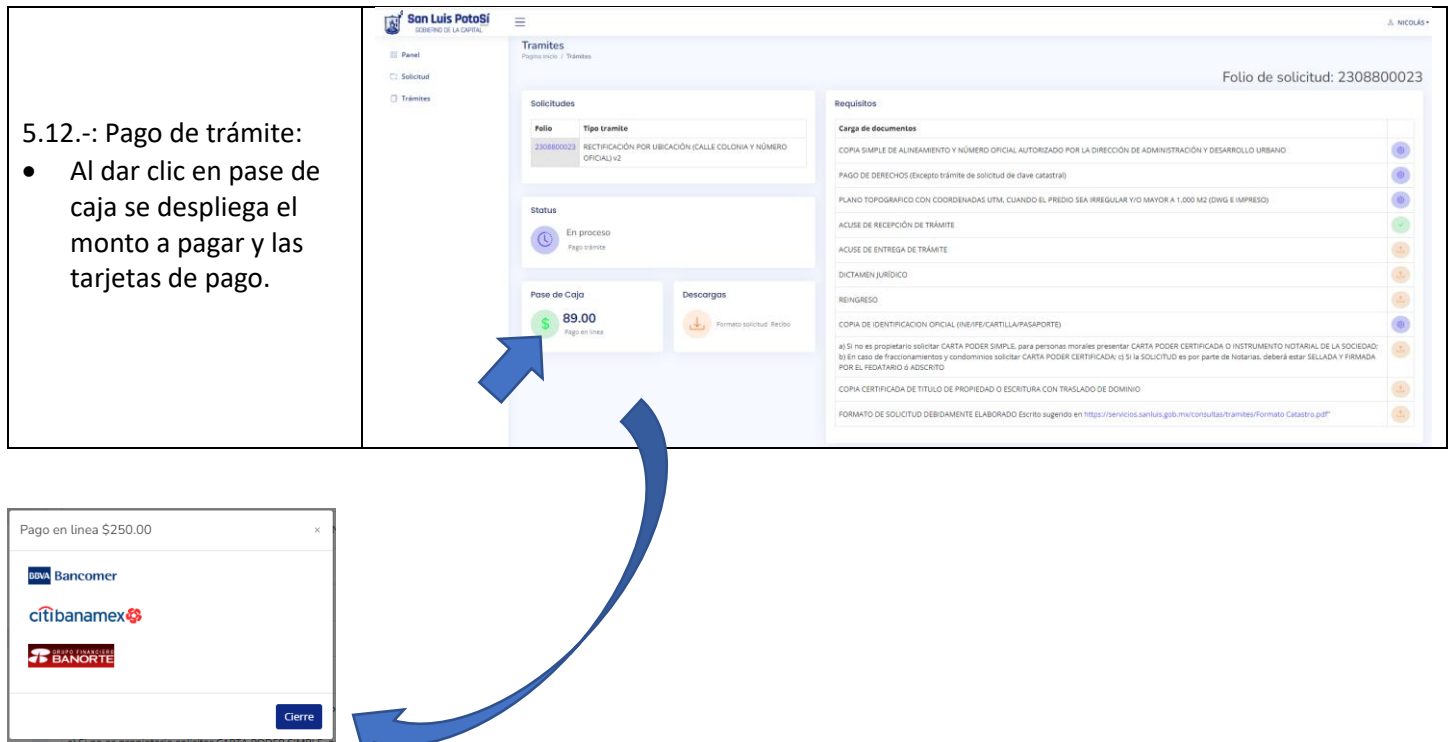 5.12.-: Pago de trámite:
• Al dar clic en pase de
caja se despliega el
monto a pagar y las
tarjetas de pago.
San Luis Potosí
GOBIERNO DE LA CAPITAL
NICOLÁS
Panel
Solicitud
Trámites
Tramites
Pagina inicio / Trámites
Folio de solicitud: 2308800023
Solicitudes
Folio Tipo tramite
2308800023 RECTIFICACIÓN POR UBICACIÓN (CALLE COLONIA Y NÚMERO
OFICIAL) v2
Status
En proceso
Pago trámite
Pase de Caja
$ 89.00
Pago en linea
Descargas
Formato solicitud Recibo
Requisitos
Carga de documentos
COPIA SIMPLE DE ALINEAMIENTO Y NÚMERO OFICIAL AUTORIZADO POR LA DIRECCIÓN DE ADMINISTRACIÓN Y DESARROLLO URBANO
PAGO DE DERECHOS (Excepto trámite de solicitud de clave catastral)
PLANO TOPOGRAFICO CON COORDENADAS UTM, CUANDO EL PREDIO SEA IRREGULAR Y/O MAYOR A 1,000 M2 (DWG E IMPRESO)
ACUSE DE RECEPCIÓN DE TRÁMITE
ACUSE DE ENTREGA DE TRÁMITE
DICTAMEN JURÍDICO
REINGRESO
COPIA DE IDENTIFICACION OFICIAL (INE/IFE/CARTILLA/PASAPORTE)
a) Si no es propietario solicitar CARTA PODER SIMPLE, para personas morales presentar CARTA PODER CERTIFICADA O INSTRUMENTO NOTARIAL DE LA SOCIEDAD;
b) En caso de fraccionamientos y condominios solicitar CARTA PODER CERTIFICADA; c) Si la SOLICITUD es por parte de Notarias, deberá estar SELLADA Y FIRMADA
POR EL FEDATARIO ó ADSCRITO
COPIA CERTIFICADA DE TITULO DE PROPIEDAD O ESCRITURA CON TRASLADO DE DOMINIO
FORMATO DE SOLICITUD DEBIDAMENTE ELABORADO Escrito sugerido en https://servicios.sanluis.gob.mx/consultas/tramites/Formato Catastro.pdf"
Pago en linea $250.00 ×
BBVA Bancomer
citibanamex
GRUPO FINANCIERO
BANORTE
Cierre